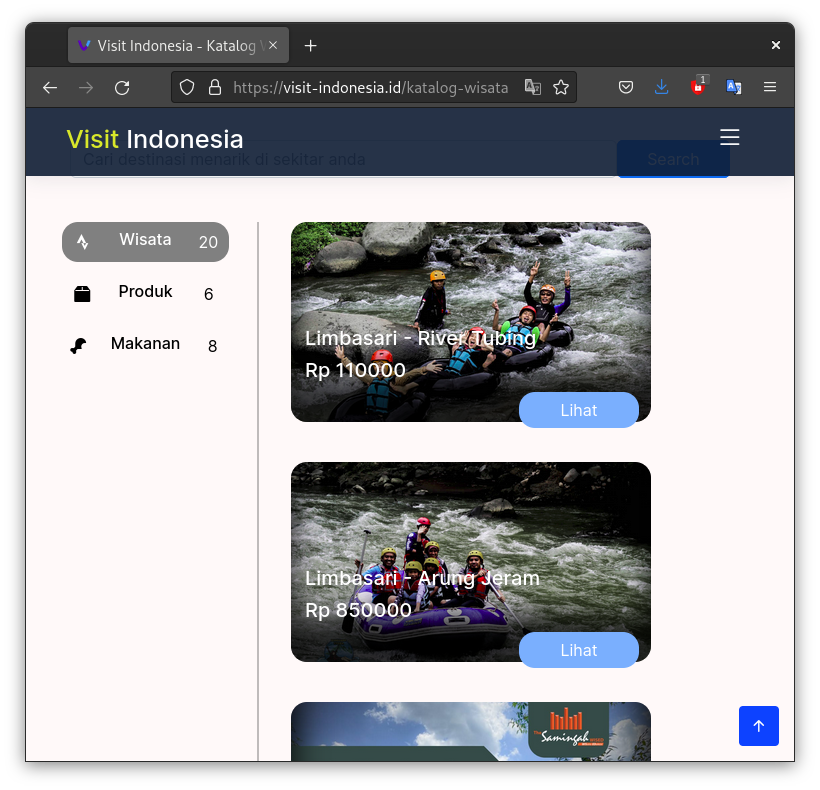 Visit Indonesia - Katalog
1
https://visit-indonesia.id/katalog-wisata
Visit Indonesia
Cari destinasi menarik di sekitar anda
Search
Wisata 20
Produk 6
Makanan 8
Limbasari - River Tubing
Rp 110000
Lihat
Limbasari - Arung Jeram
Rp 850000
Lihat
The
Samingah